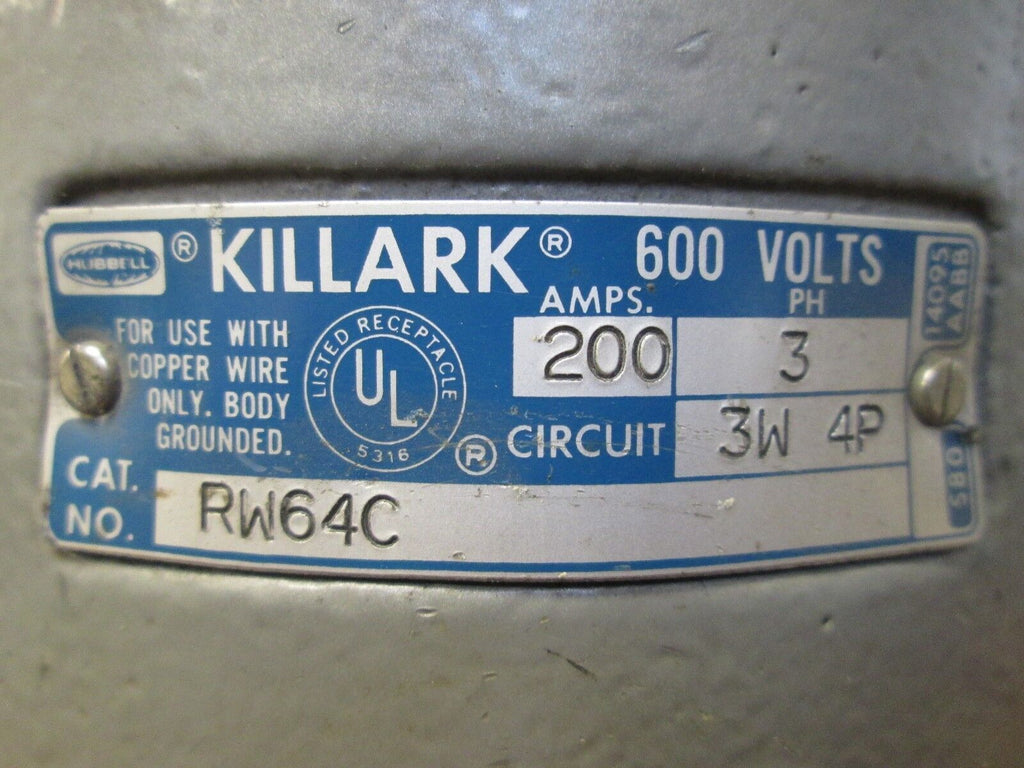 HUBBELL ® KILLARK® 600 VOLTS
AMPS. PH
FOR USE WITH
COPPER WIRE
ONLY. BODY
GROUNDED.
LISTED RECEPTACLE
UL
5316
®
200 3
CIRCUIT 3W 4P
CAT.
NO. RW64C
14095
AABB